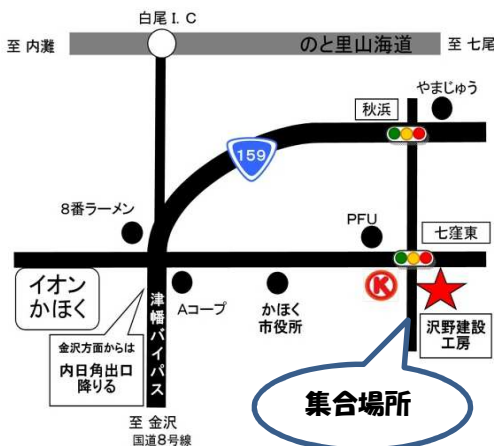 白尾 I. C
至 内灘
のと里山海道
至 七尾
やまじゅう
秋浜
159
8番ラーメン
PFU
七窪東
イオン
かほく
津幡バイパス
Aコープ
かほく
市役所
K
沢野建設
工房
金沢方面からは
内日角出口
降りる
集合場所
至 金沢
国道8号線